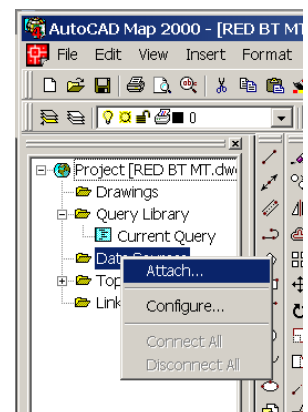 AutoCAD Map 2000 - [RED BT MT
File Edit View Insert Format
0
Project [RED BT MT.dw
Drawings
Query Library
Current Query
Data Sources
Attach...
Top
Configure...
Link
Connect All
Disconnect All